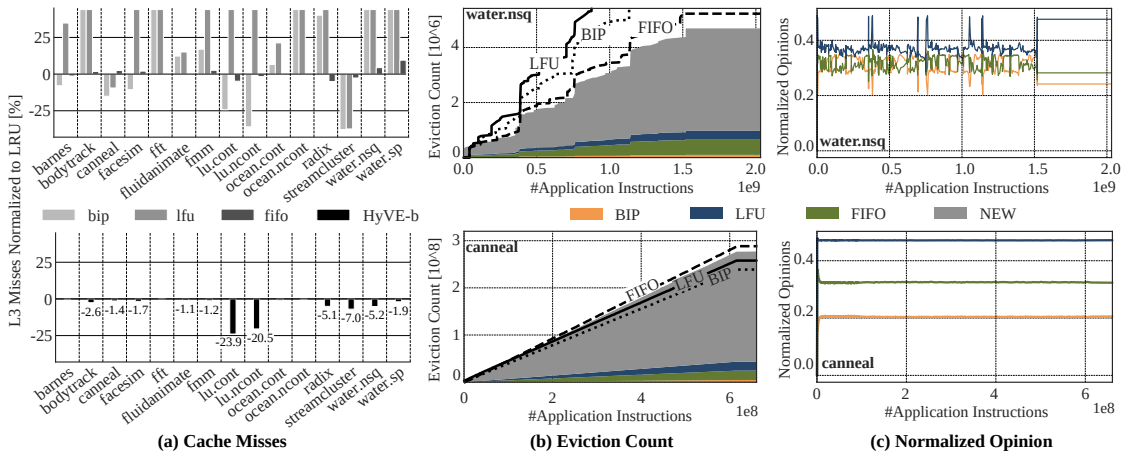 L3 Misses Normalized to LRU [%]
25
0
-25
barnes
bodytrack
canneal
facesim
fft
fluidanimate
fmm
lu.cont
lu.ncont
ocean.cont
ocean.ncont
radix
streamcluster
water.nsq
water.sp
bip
lfu
fifo
HyVE-b
25
0
-25
-2.6
-1.4
-1.7
-1.1
-1.2
-23.9
-20.5
-5.1
-7.0
-5.2
-1.9
barnes
bodytrack
canneal
facesim
fft
fluidanimate
fmm
lu.cont
lu.ncont
ocean.cont
ocean.ncont
radix
streamcluster
water.nsq
water.sp
(a) Cache Misses
Eviction Count [10^6]
4
2
0
water.nsq
LFU
BIP
FIFO
0.0 0.5 1.0 1.5 2.0
#Application Instructions
1e9
BIP
LFU
FIFO
NEW
Eviction Count [10^8]
3
2
1
0
canneal
FIFO
LFU
BIP
0 2 4 6
#Application Instructions
1e8
(b) Eviction Count
Normalized Opinions
0.4
0.2
0.0
water.nsq
0.0 0.5 1.0 1.5 2.0
#Application Instructions
1e9
Normalized Opinions
0.4
0.2
0.0
canneal
0 2 4 6
#Application Instructions
1e8
(c) Normalized Opinion